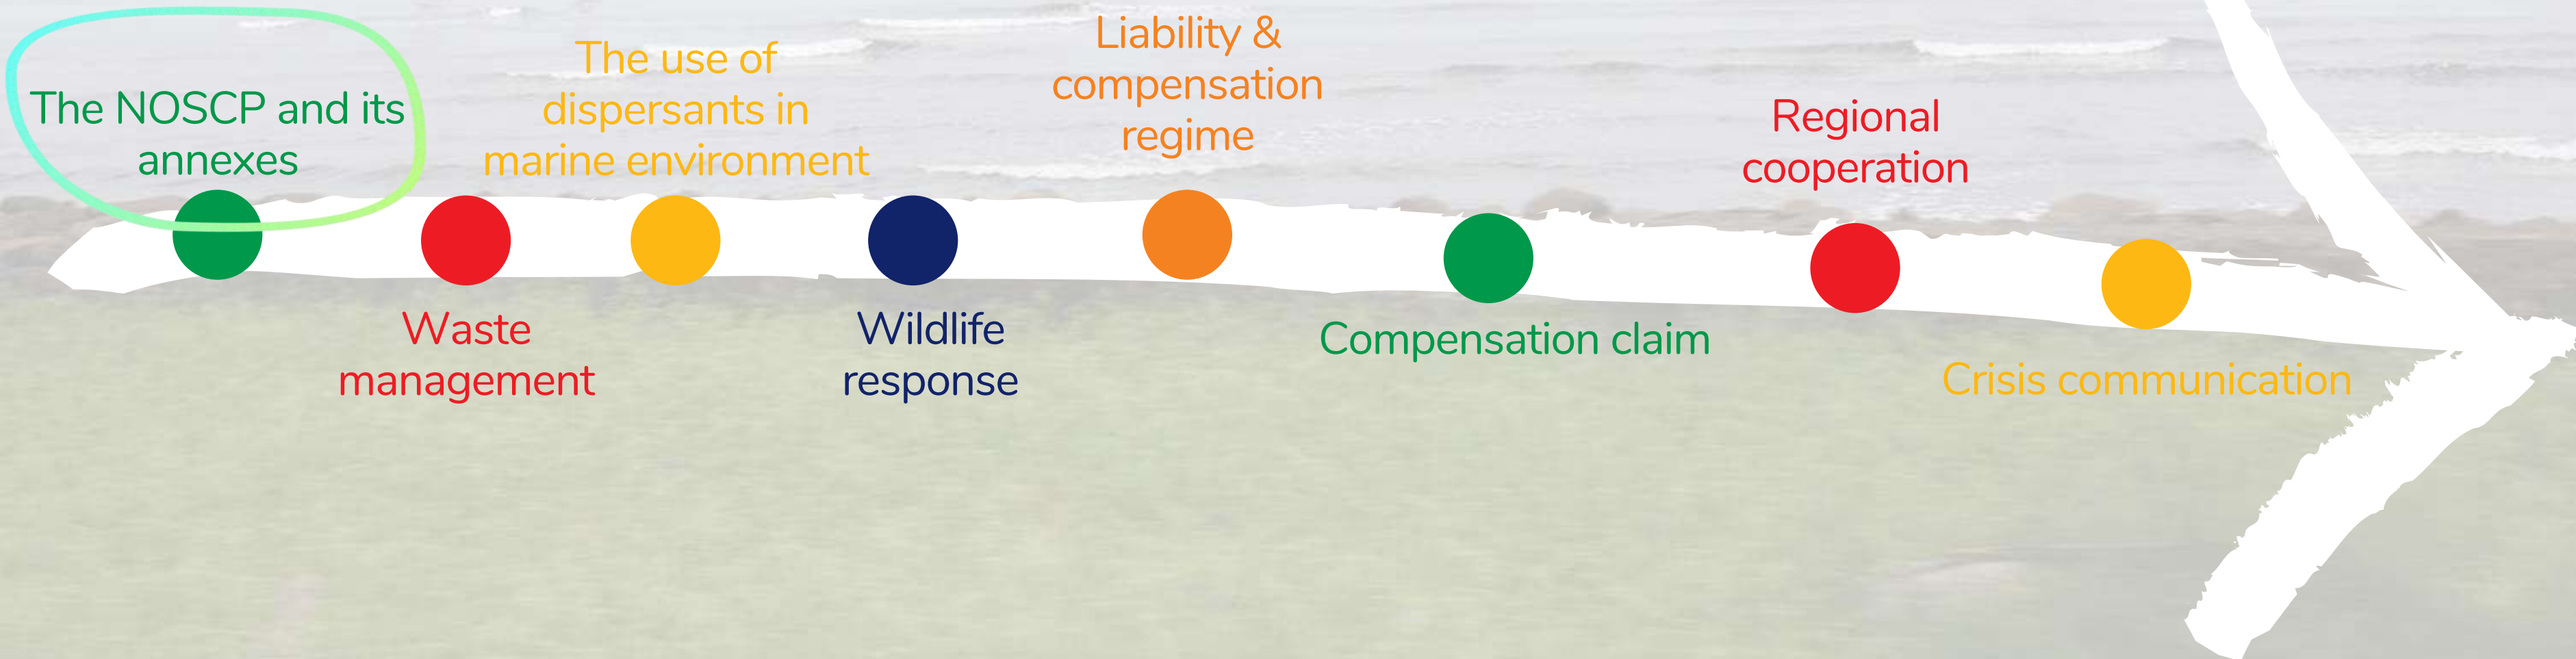 The NOSCP and its
annexes
Waste
management
The use of
dispersants in
marine environment
Wildlife
response
Liability &
compensation
regime
Compensation claim
Regional
cooperation
Crisis communication